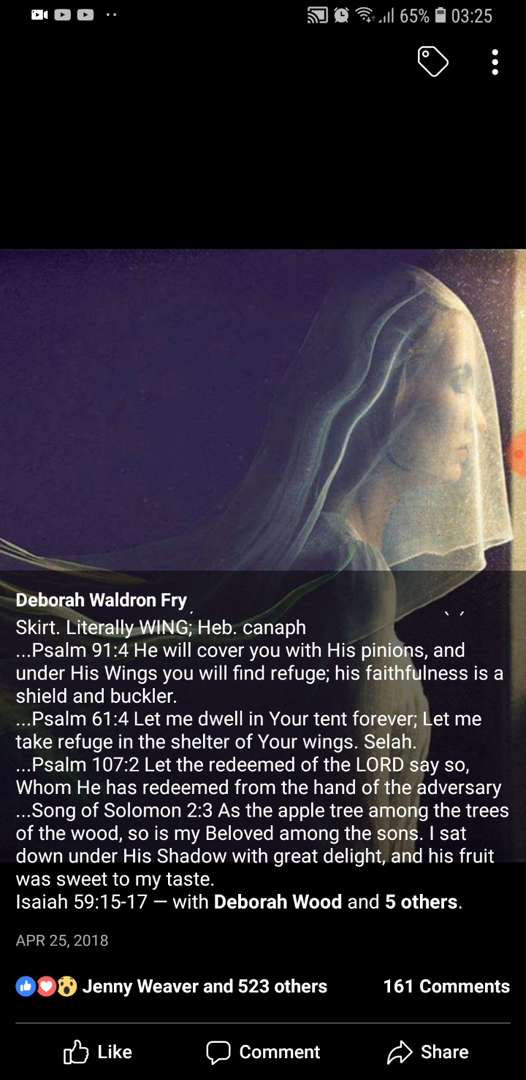 65% 03:25
Deborah Waldron Fry
Skirt. Literally WING; Heb. canaph
...Psalm 91:4 He will cover you with His pinions, and
under His Wings you will find refuge; his faithfulness is a
shield and buckler.
...Psalm 61:4 Let me dwell in Your tent forever; Let me
take refuge in the shelter of Your wings. Selah.
...Psalm 107:2 Let the redeemed of the LORD say so,
Whom He has redeemed from the hand of the adversary
...Song of Solomon 2:3 As the apple tree among the trees
of the wood, so is my Beloved among the sons. I sat
down under His Shadow with great delight, and his fruit
was sweet to my taste.
Isaiah 59:15-17 — with Deborah Wood and 5 others.
APR 25, 2018
Jenny Weaver and 523 others 161 Comments
Like Comment Share